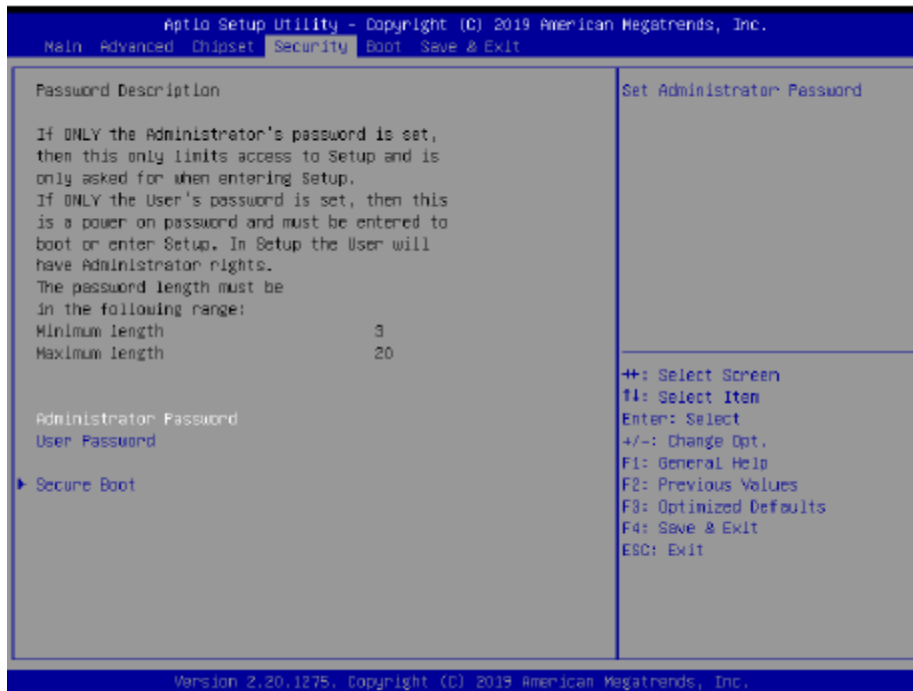 Aptio Setup Utility - Copyright (C) 2019 American Megatrends, Inc.
Main Advanced Chipset Security Boot Save & Exit
Password Description
If ONLY the Administrator's password is set,
then this only limits access to Setup and is
only asked for when entering Setup.
If ONLY the User's password is set, then this
is a power on password and must be entered to
boot or enter Setup. In Setup the User will
have Administrator rights.
The password length must be
in the following range:
Minimum length 3
Maximum length 20
Administrator Password
User Password
Secure Boot
Set Administrator Password
→←: Select Screen
↑↓: Select Item
Enter: Select
+/-: Change Opt.
F1: General Help
F2: Previous Values
F3: Optimized Defaults
F4: Save & Exit
ESC: Exit
Version 2.20.1275. Copyright (C) 2019 American Megatrends, Inc.